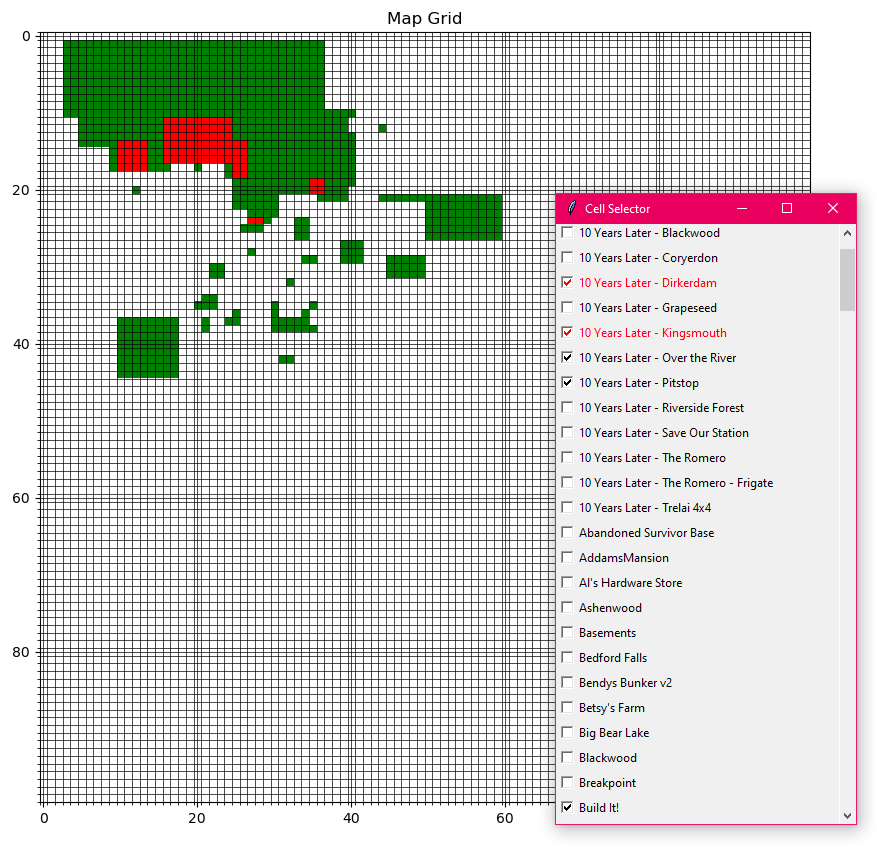 Map Grid
0
20
40
60
80
0
20
40
60
Cell Selector
10 Years Later - Blackwood
10 Years Later - Coryerdon
10 Years Later - Dirkerdam
10 Years Later - Grapeseed
10 Years Later - Kingsmouth
10 Years Later - Over the River
10 Years Later - Pitstop
10 Years Later - Riverside Forest
10 Years Later - Save Our Station
10 Years Later - The Romero
10 Years Later - The Romero - Frigate
10 Years Later - Trelai 4x4
Abandoned Survivor Base
AddamsMansion
Al's Hardware Store
Ashenwood
Basements
Bedford Falls
Bendys Bunker v2
Betsy's Farm
Big Bear Lake
Blackwood
Breakpoint
Build It!